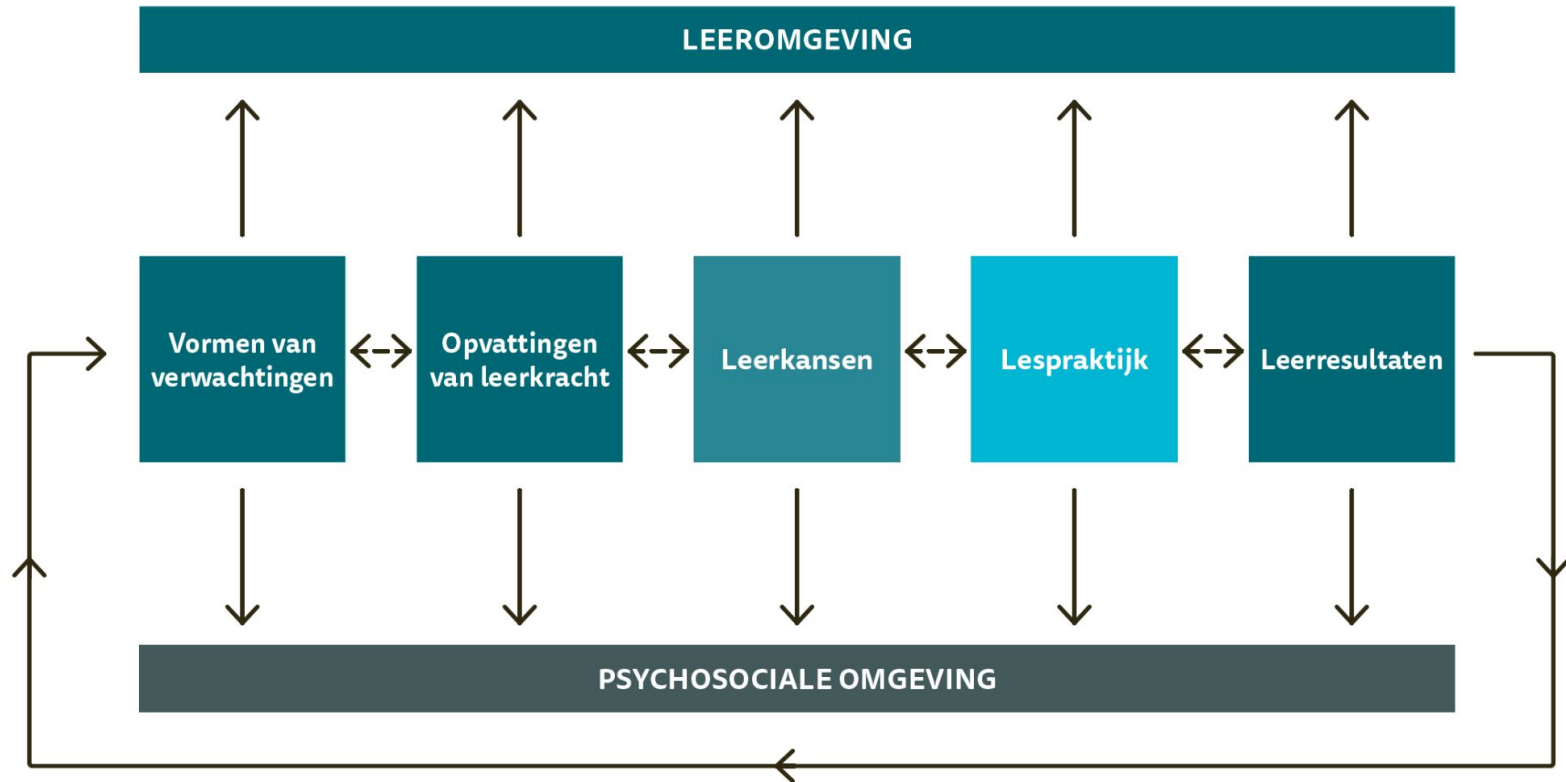 LEEROMGEVING
Vormen van
verwachtingen
Opvattingen
van leerkracht
Leerkansen
Lespraktijk
Leerresultaten
PSYCHOSOCIALE OMGEVING